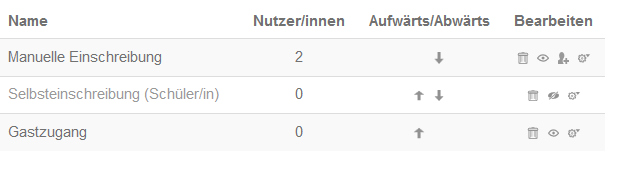 Name Nutzer/innen Aufwärts/Abwärts Bearbeiten
Manuelle Einschreibung 2
Selbsteinschreibung (Schüler/in) 0
Gastzugang 0